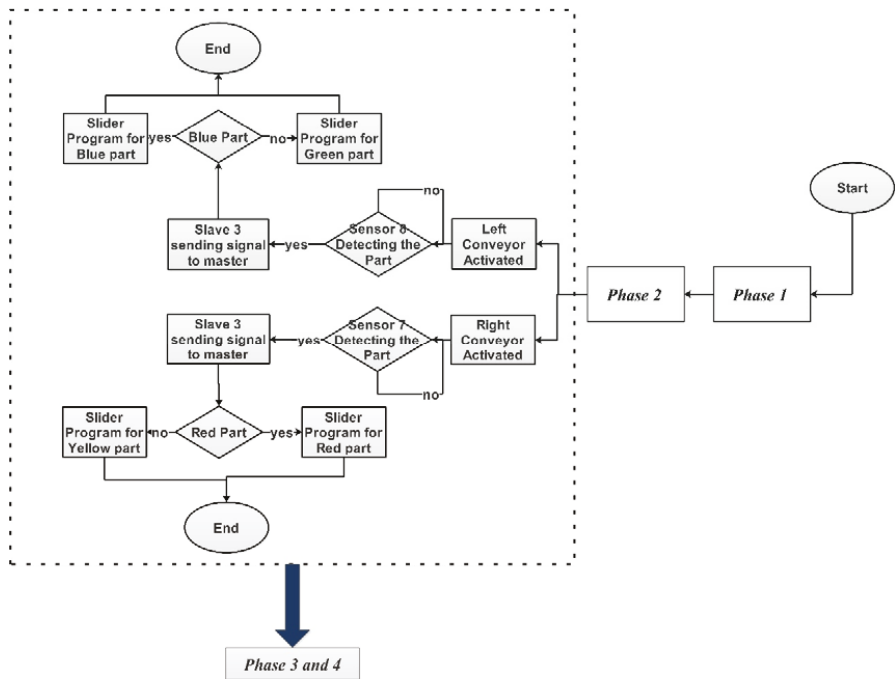 End
Slider
Program for
Blue part
yes
Blue Part
no
Slider
Program for
Green part
Start
no
Slave 3
sending signal
to master
yes
Sensor 8
Detecting the
Part
Left
Conveyor
Activated
Phase 2
Phase 1
Slave 3
sending signal
to master
yes
Sensor 7
Detecting the
Part
Right
Conveyor
Activated
no
Slider
Program for
Yellow part
no
Red Part
yes
Slider
Program for
Red part
End
Phase 3 and 4